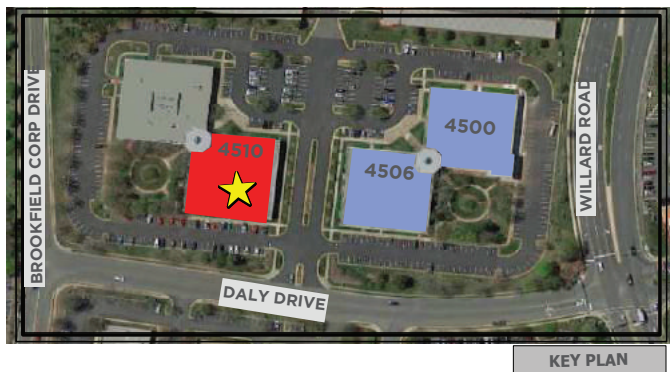 BROOKFIELD CORP DRIVE
4510
4506
4500
WILLARD ROAD
DALY DRIVE
KEY PLAN